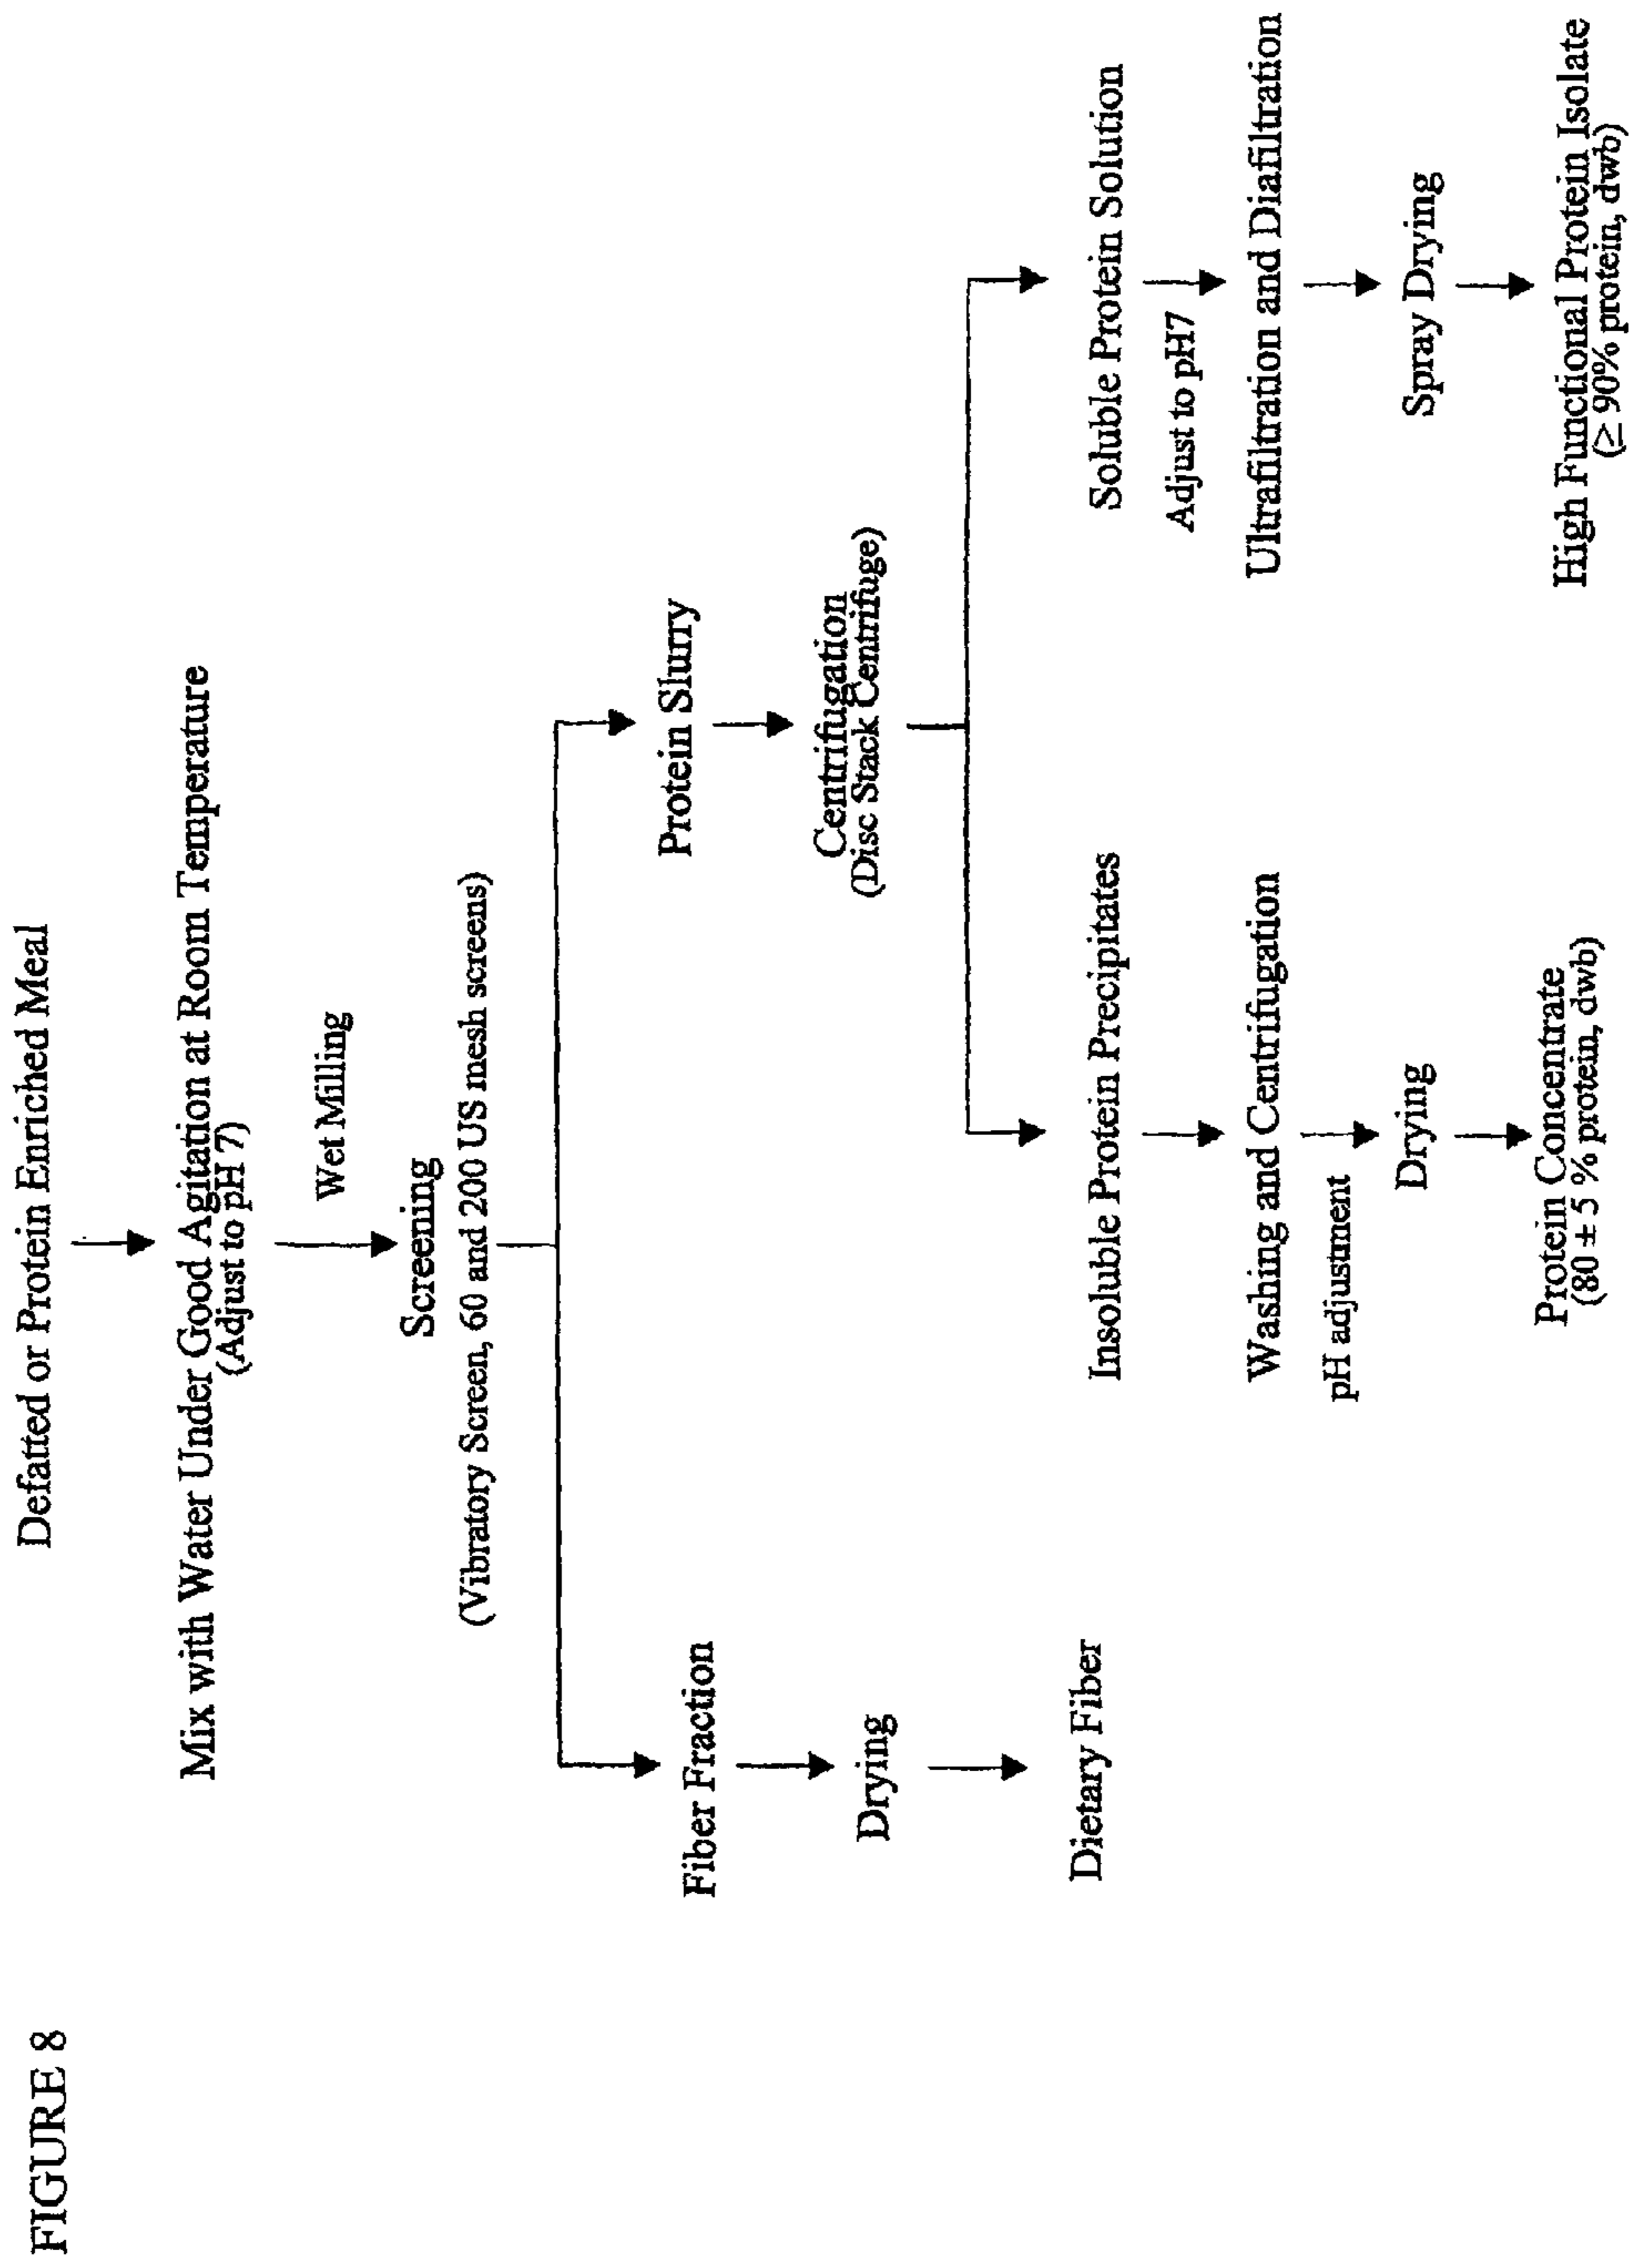 FIGURE 8
Defatted or Protein Enriched Meal
Mix with Water Under Good Agitation at Room Temperature
(Adjust to pH 7)
Wet Milling
Screening
(Vibratory Screen, 60 and 200 US mesh screens)
Fiber Fraction
Drying
Dietary Fiber
Protein Slurry
Centrifugation
(Disc Stack Centrifuge)
Insoluble Protein Precipitates
Washing and Centrifugation
pH adjustment
Drying
Protein Concentrate
(80 ± 5 % protein, dwb)
Soluble Protein Solution
Adjust to pH7
Ultrafiltration and Diafiltration
Spray Drying
High Functional Protein Isolate
(≥ 90% protein, dwb)